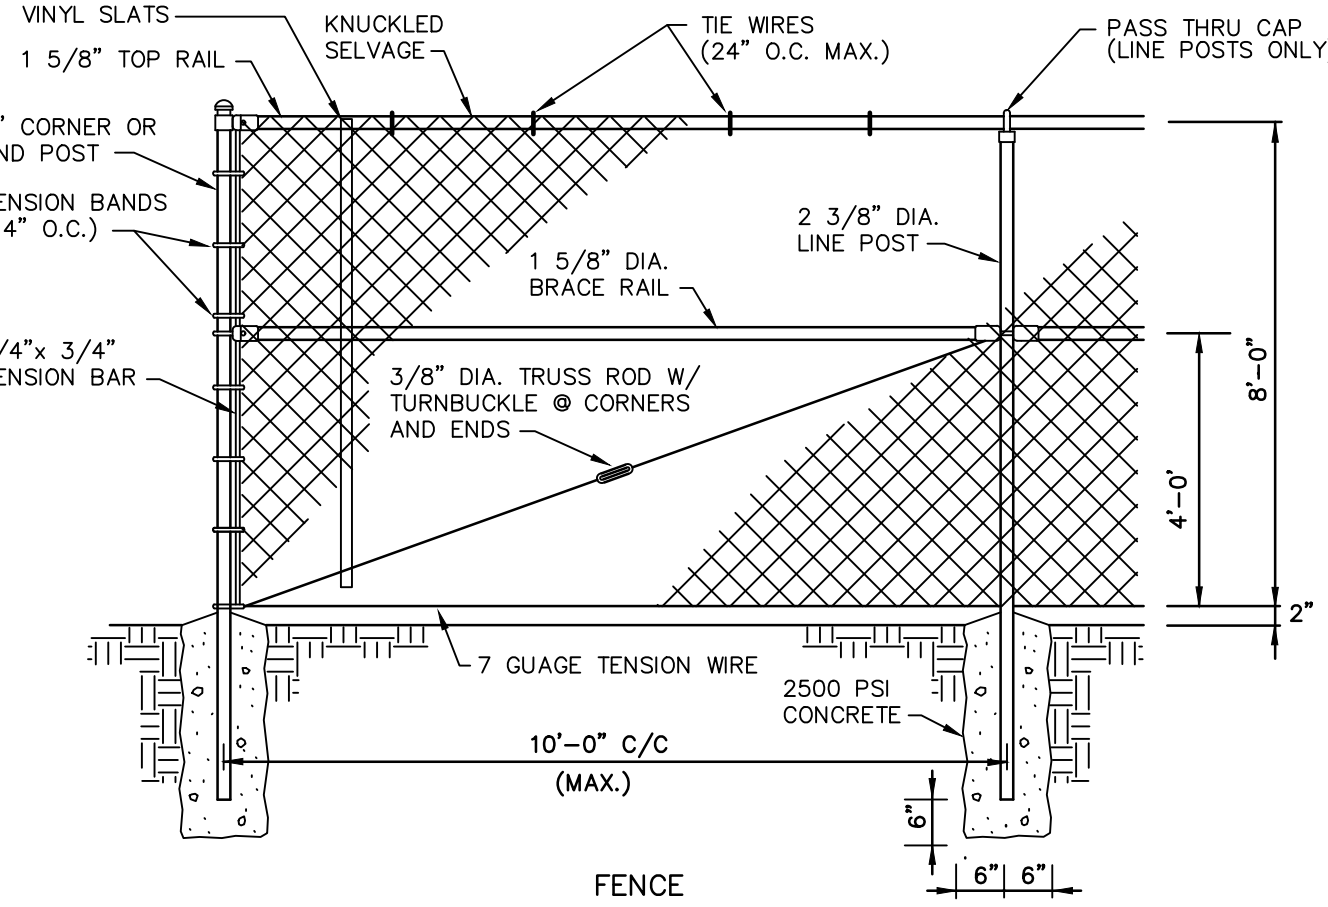 VINYL SLATS
1 5/8" TOP RAIL
KNUCKLED
SELVAGE
TIE WIRES
(24" O.C. MAX.)
PASS THRU CAP
(LINE POSTS ONLY)
CORNER OR
POST
BANDS
4" O.C.)
2 3/8" DIA.
LINE POST
1 5/8" DIA.
BRACE RAIL
/4"x 3/4"
BAR
3/8" DIA. TRUSS ROD W/
TURNBUCKLE @ CORNERS
AND ENDS
8'-0"
4'-0'
2"
7 GUAGE TENSION WIRE
2500 PSI
CONCRETE
10'-0" C/C
(MAX.)
6"
6" 6"
FENCE